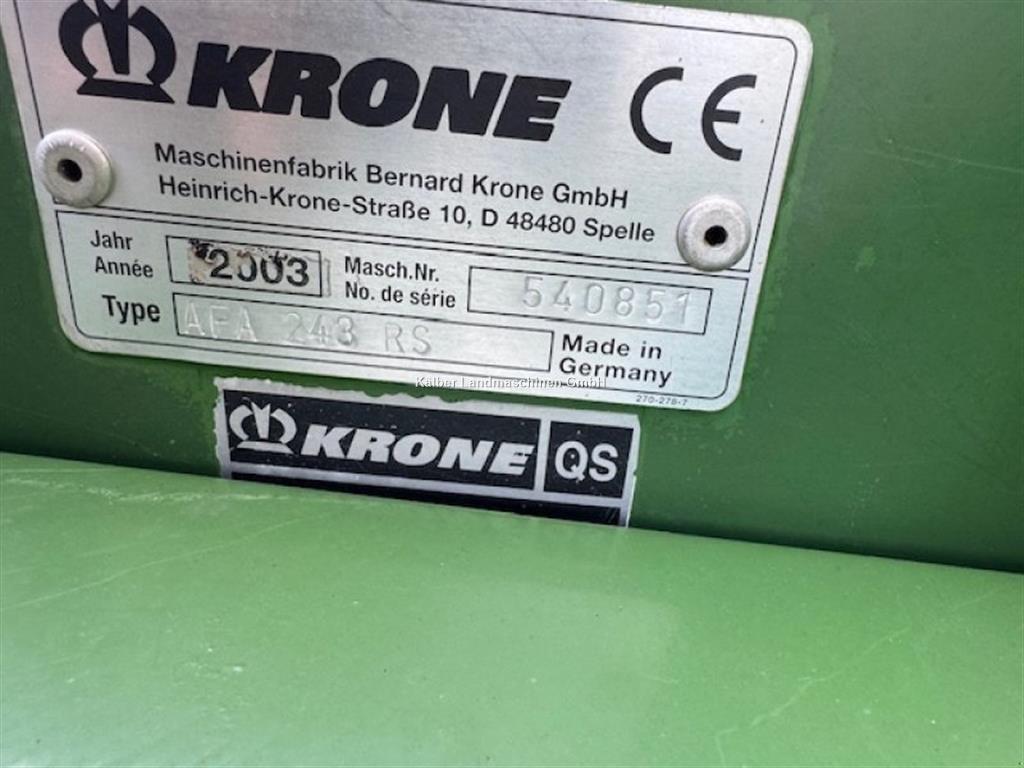 KRONE CE
Maschinenfabrik Bernard Krone GmbH
Heinrich-Krone-Straße 10, D 48480 Spelle
Jahr
Année 2003 Masch.Nr.
No. de série 540851
Type AFA 243 RS
Made in
Germany
270-278-7
Kälber Landmaschinen GmbH
KRONE QS